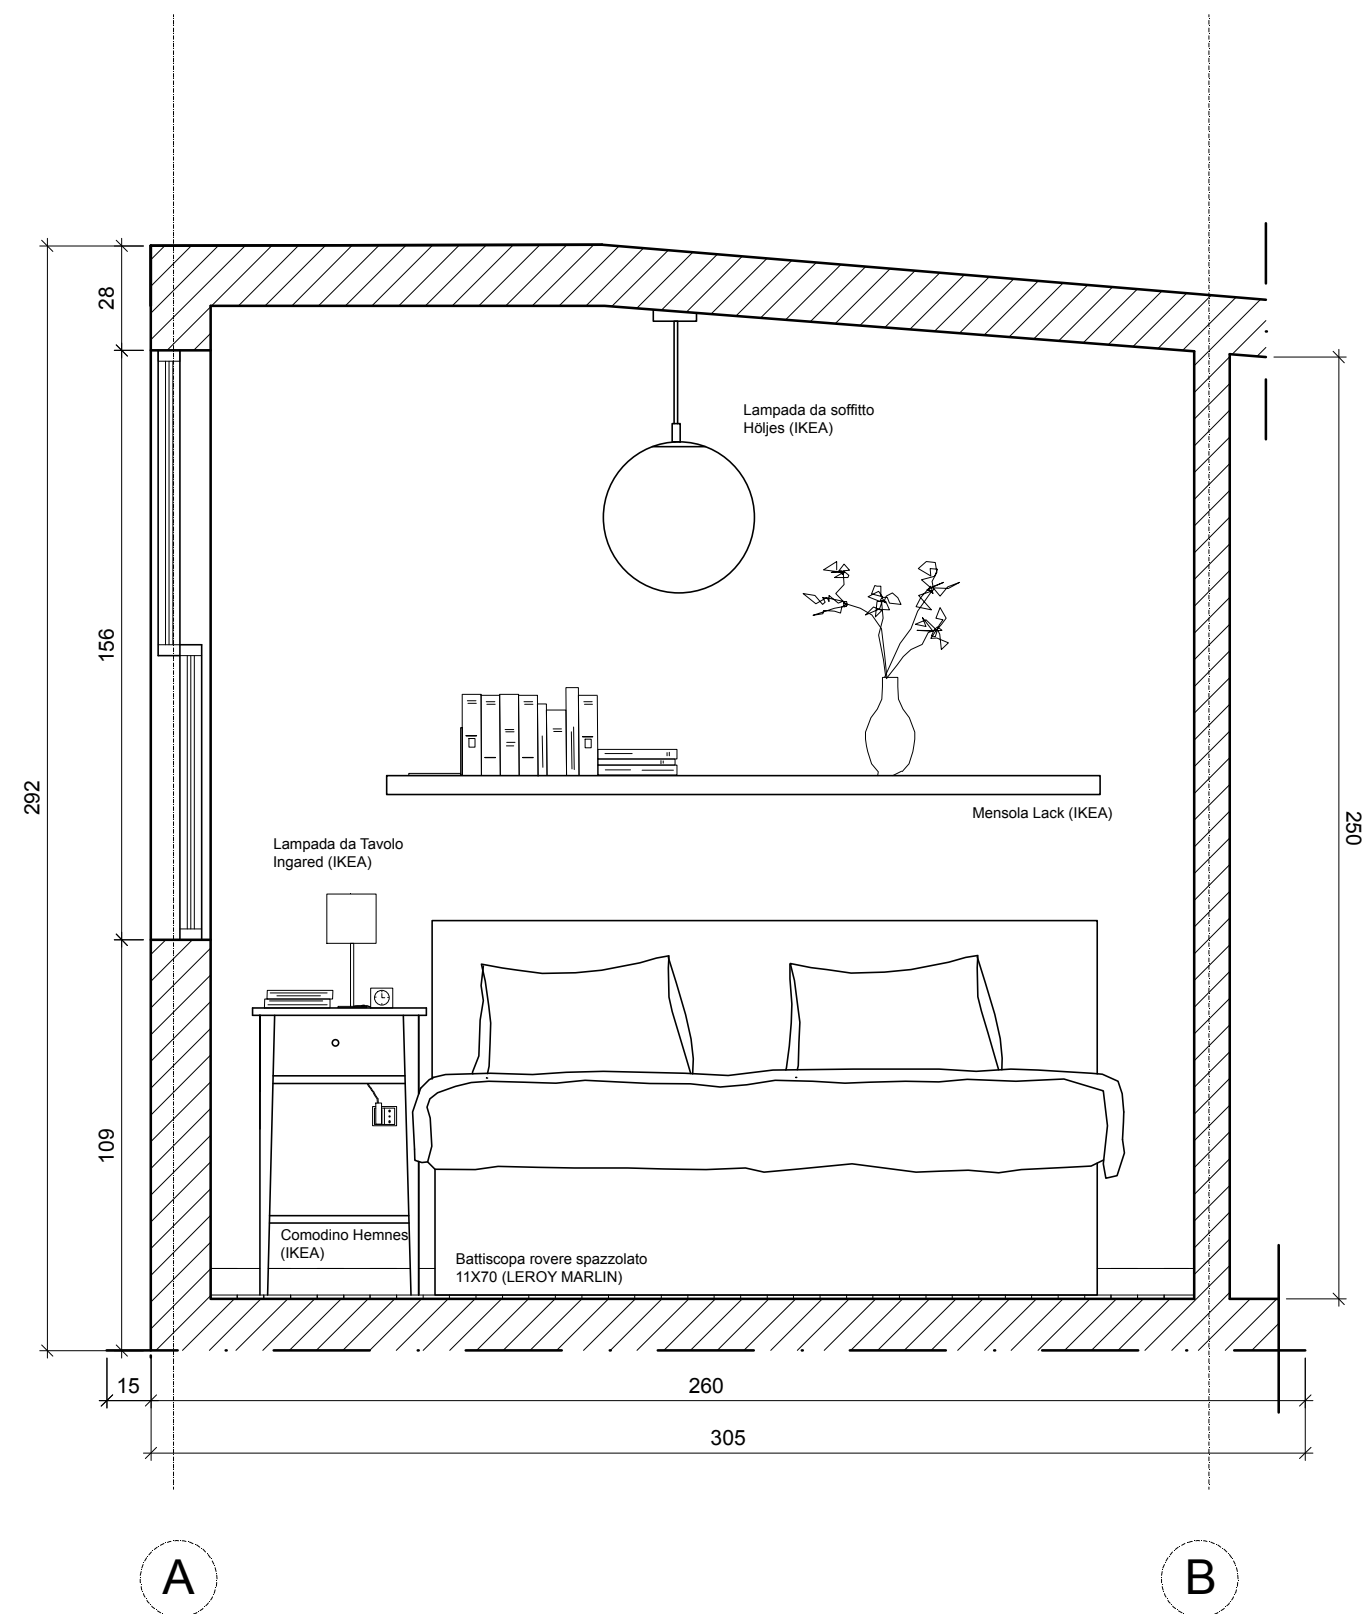 28
Lampada da soffitto
Höljes (IKEA)
156
292
Mensola Lack (IKEA)
250
Lampada da Tavolo
Ingared (IKEA)
109
Comodino Hemnes
(IKEA)
Battiscopa rovere spazzolato
11X70 (LEROY MARLIN)
15
260
305
A
B